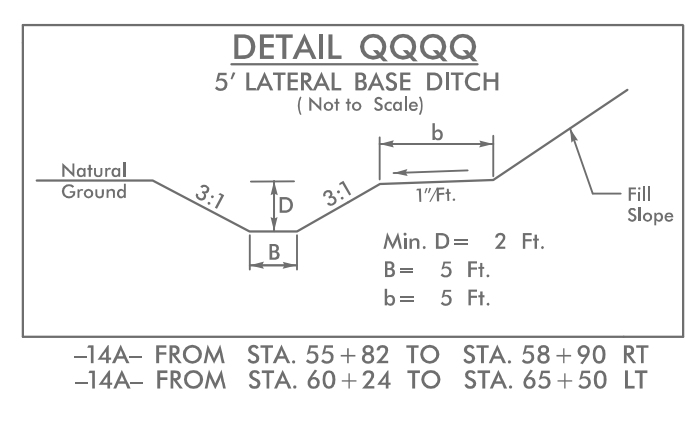 DETAIL QQQQ
5' LATERAL BASE DITCH
( Not to Scale)
b
Natural
Ground
3:1
D
3:1
1"/Ft.
Fill
Slope
B
Min. D = 2 Ft.
B = 5 Ft.
b = 5 Ft.
-14A- FROM STA. 55+82 TO STA. 58+90 RT
-14A- FROM STA. 60+24 TO STA. 65+50 LT